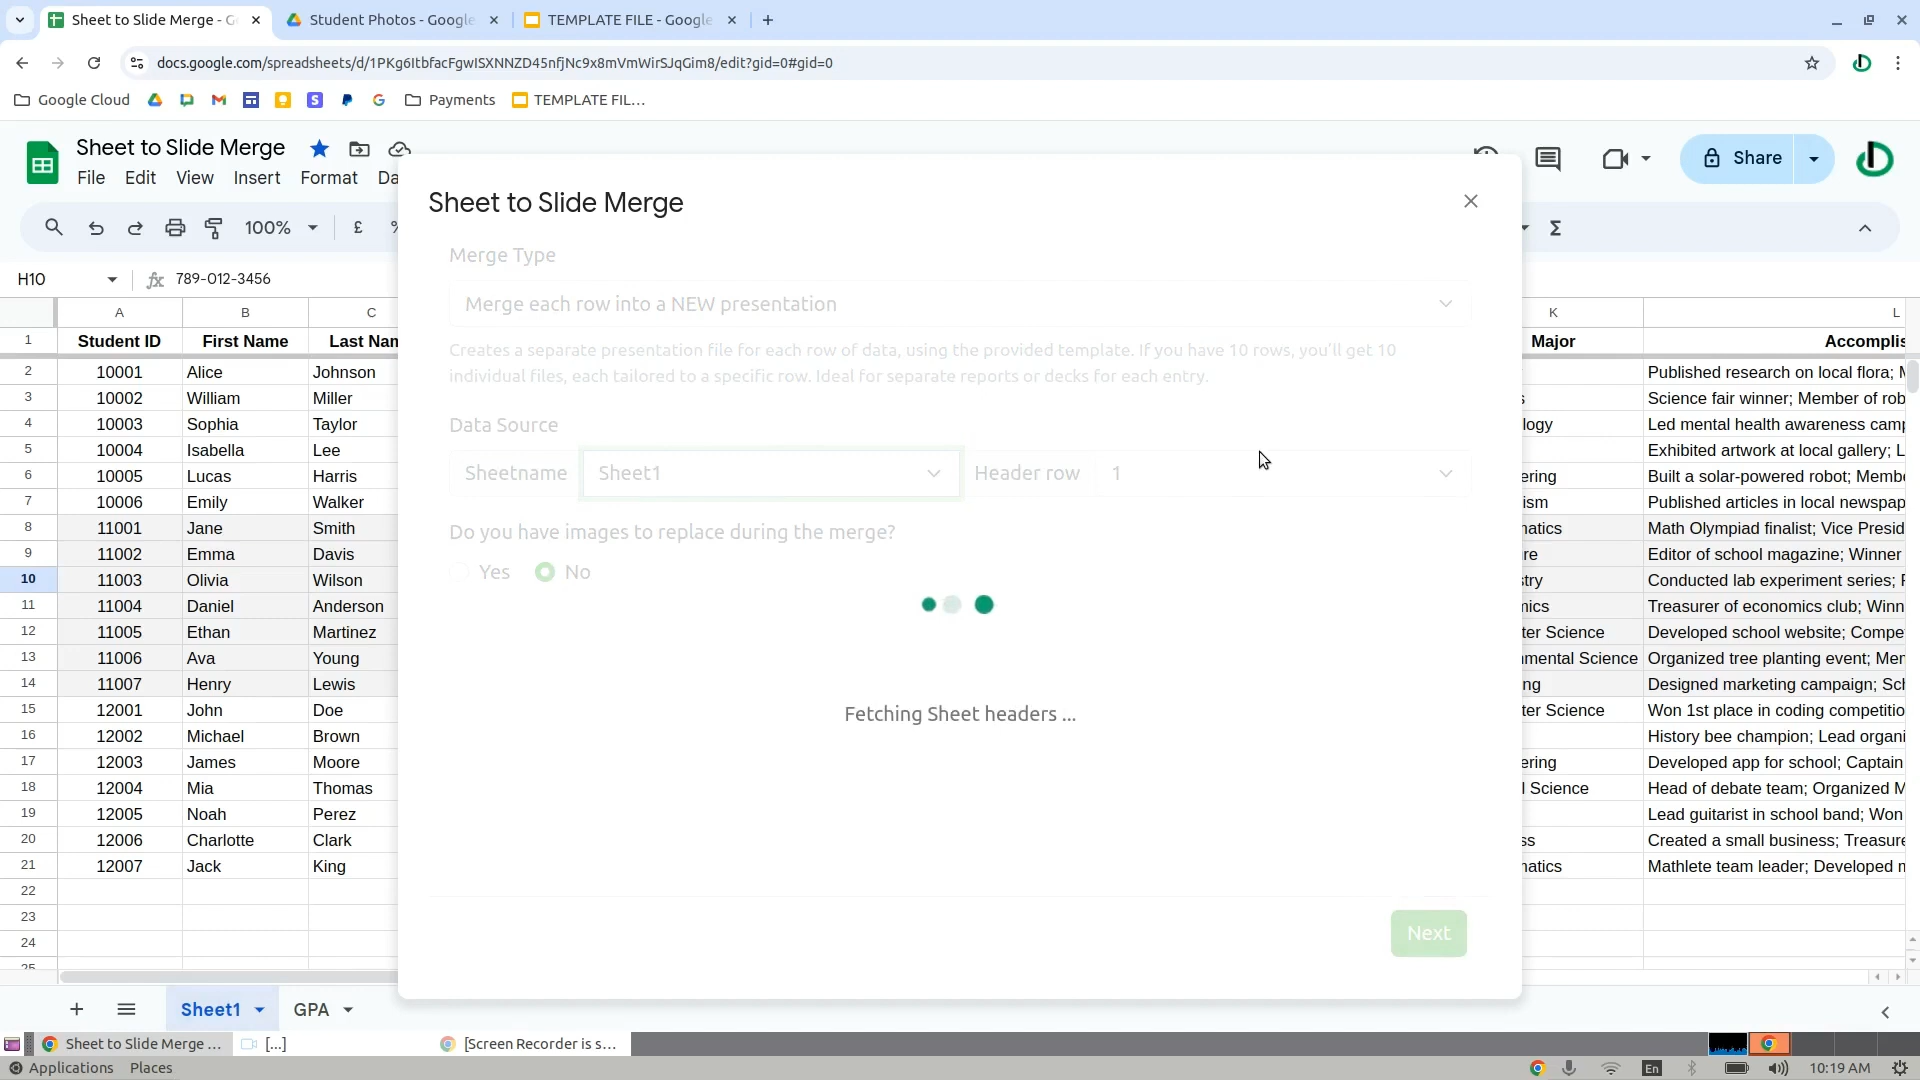 Sheet to Slide Merge - G
Student Photos - Google
TEMPLATE FILE - Google
docs.google.com/spreadsheets/d/1PKg6ItbfacFgwISXNNZD45nfjNc9x8mVmWirSJqGim8/edit?gid=0#gid=0
Google Cloud
Payments
TEMPLATE FIL...
Sheet to Slide Merge
File Edit View Insert Format Da
Share
100% £ %
H10
789-012-3456
A B C K L
1 Student ID First Name Last Nam Major Accomplis
2 10001 Alice Johnson Published research on local flora; M
3 10002 William Miller s Science fair winner; Member of rob
4 10003 Sophia Taylor logy Led mental health awareness camp
5 10004 Isabella Lee Exhibited artwork at local gallery; L
6 10005 Lucas Harris ering Built a solar-powered robot; Membe
7 10006 Emily Walker ism Published articles in local newspap
8 11001 Jane Smith natics Math Olympiad finalist; Vice Presid
9 11002 Emma Davis re Editor of school magazine; Winner
10 11003 Olivia Wilson stry Conducted lab experiment series; F
11 11004 Daniel Anderson nics Treasurer of economics club; Winn
12 11005 Ethan Martinez ter Science Developed school website; Compet
13 11006 Ava Young nmental Science Organized tree planting event; Mem
14 11007 Henry Lewis ng Designed marketing campaign; Sch
15 12001 John Doe ter Science Won 1st place in coding competitio
16 12002 Michael Brown History bee champion; Lead organi
17 12003 James Moore ering Developed app for school; Captain
18 12004 Mia Thomas l Science Head of debate team; Organized M
19 12005 Noah Perez Lead guitarist in school band; Won
20 12006 Charlotte Clark ss Created a small business; Treasure
21 12007 Jack King natics Mathlete team leader; Developed m
22
23
24
25
Sheet to Slide Merge
Merge Type
Merge each row into a NEW presentation
Creates a separate presentation file for each row of data, using the provided template. If you have 10 rows, you'll get 10
individual files, each tailored to a specific row. Ideal for separate reports or decks for each entry.
Data Source
Sheetname Sheet1 Header row 1
Do you have images to replace during the merge?
Yes No
Fetching Sheet headers ...
Next
Sheet1 GPA
Sheet to Slide Merge ...
[...]
[Screen Recorder is s...
Applications Places
En
10:19 AM